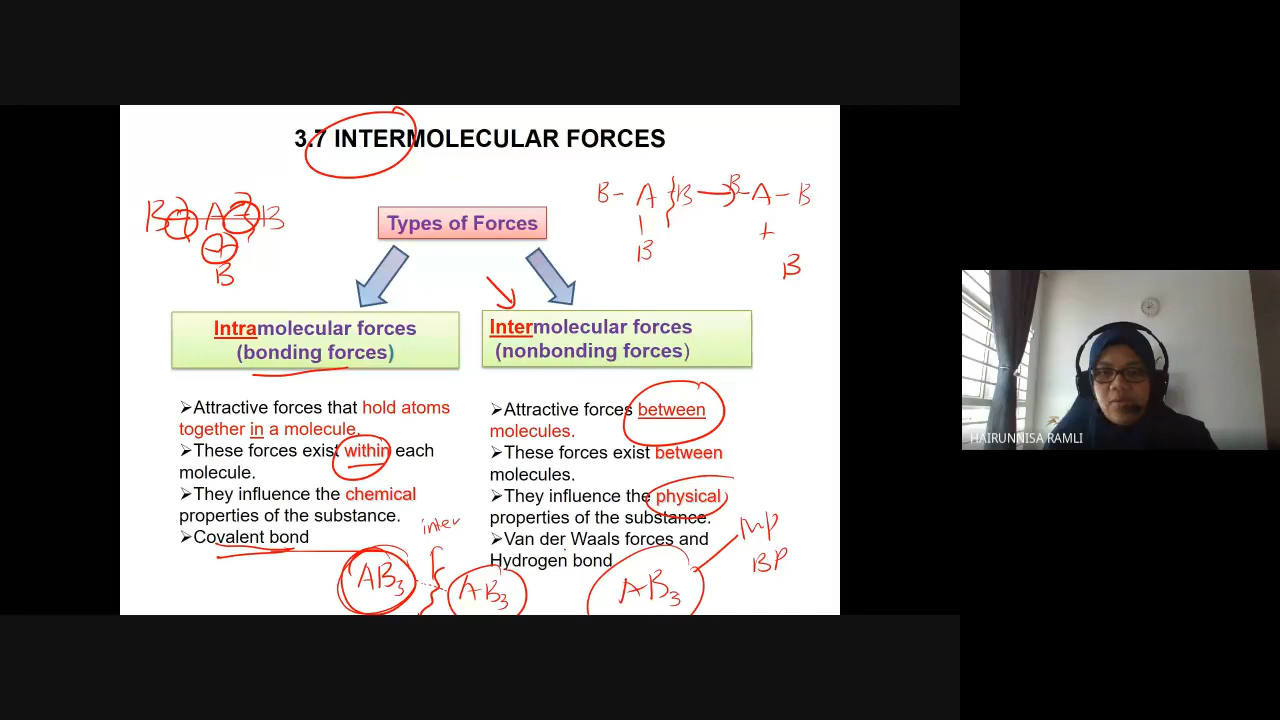 3.7 INTERMOLECULAR FORCES
B - A - B
B
B - A } B → B - A - B
B
B
Types of Forces
Intramolecular forces
(bonding forces)
➢Attractive forces that hold atoms
together in a molecule.
➢These forces exist within each
molecule.
➢They influence the chemical
properties of the substance.
➢Covalent bond
Intermolecular forces
(nonbonding forces)
➢Attractive forces between
molecules.
➢These forces exist between
molecules.
➢They influence the physical
properties of the substance.
➢Van der Waals forces and
Hydrogen bond
inter
AB3
AB3
AB3
MP
BP
HAIRUNNISA RAMLI